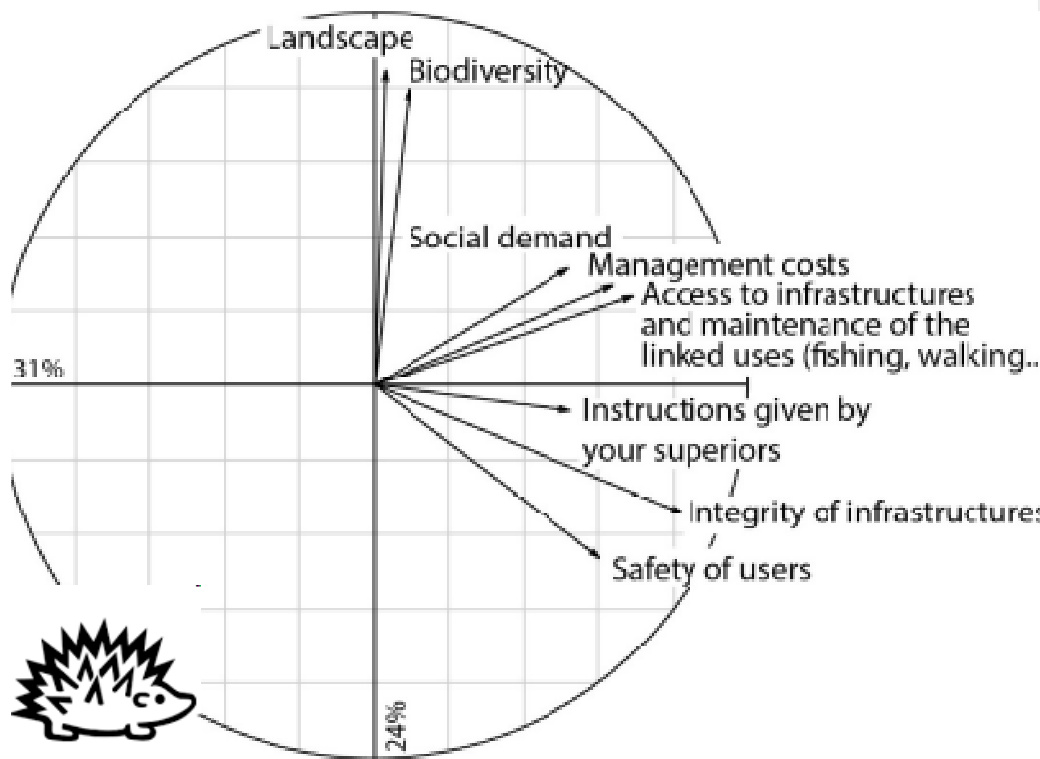 Landscape
Biodiversity
Social demand
Management costs
Access to infrastructures
and maintenance of the
linked uses (fishing, walking..
31%
Instructions given by
your superiors
Integrity of infrastructures
Safety of users
24%